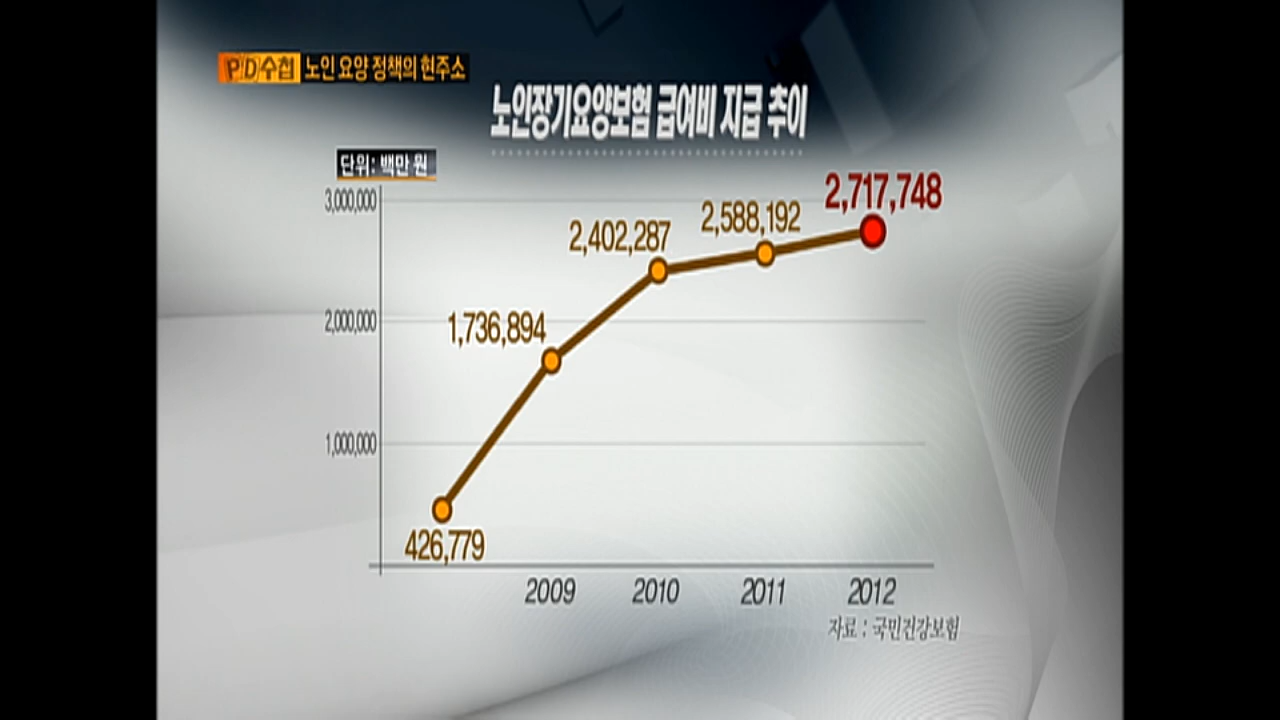 PD수첩 노인 요양 정책의 현주소
노인장기요양보험 급여비 지급 추이
단위: 백만 원
3,000,000
2,000,000
1,000,000
426,779
1,736,894
2,402,287
2,588,192
2,717,748
2009 2010 2011 2012
자료 : 국민건강보험